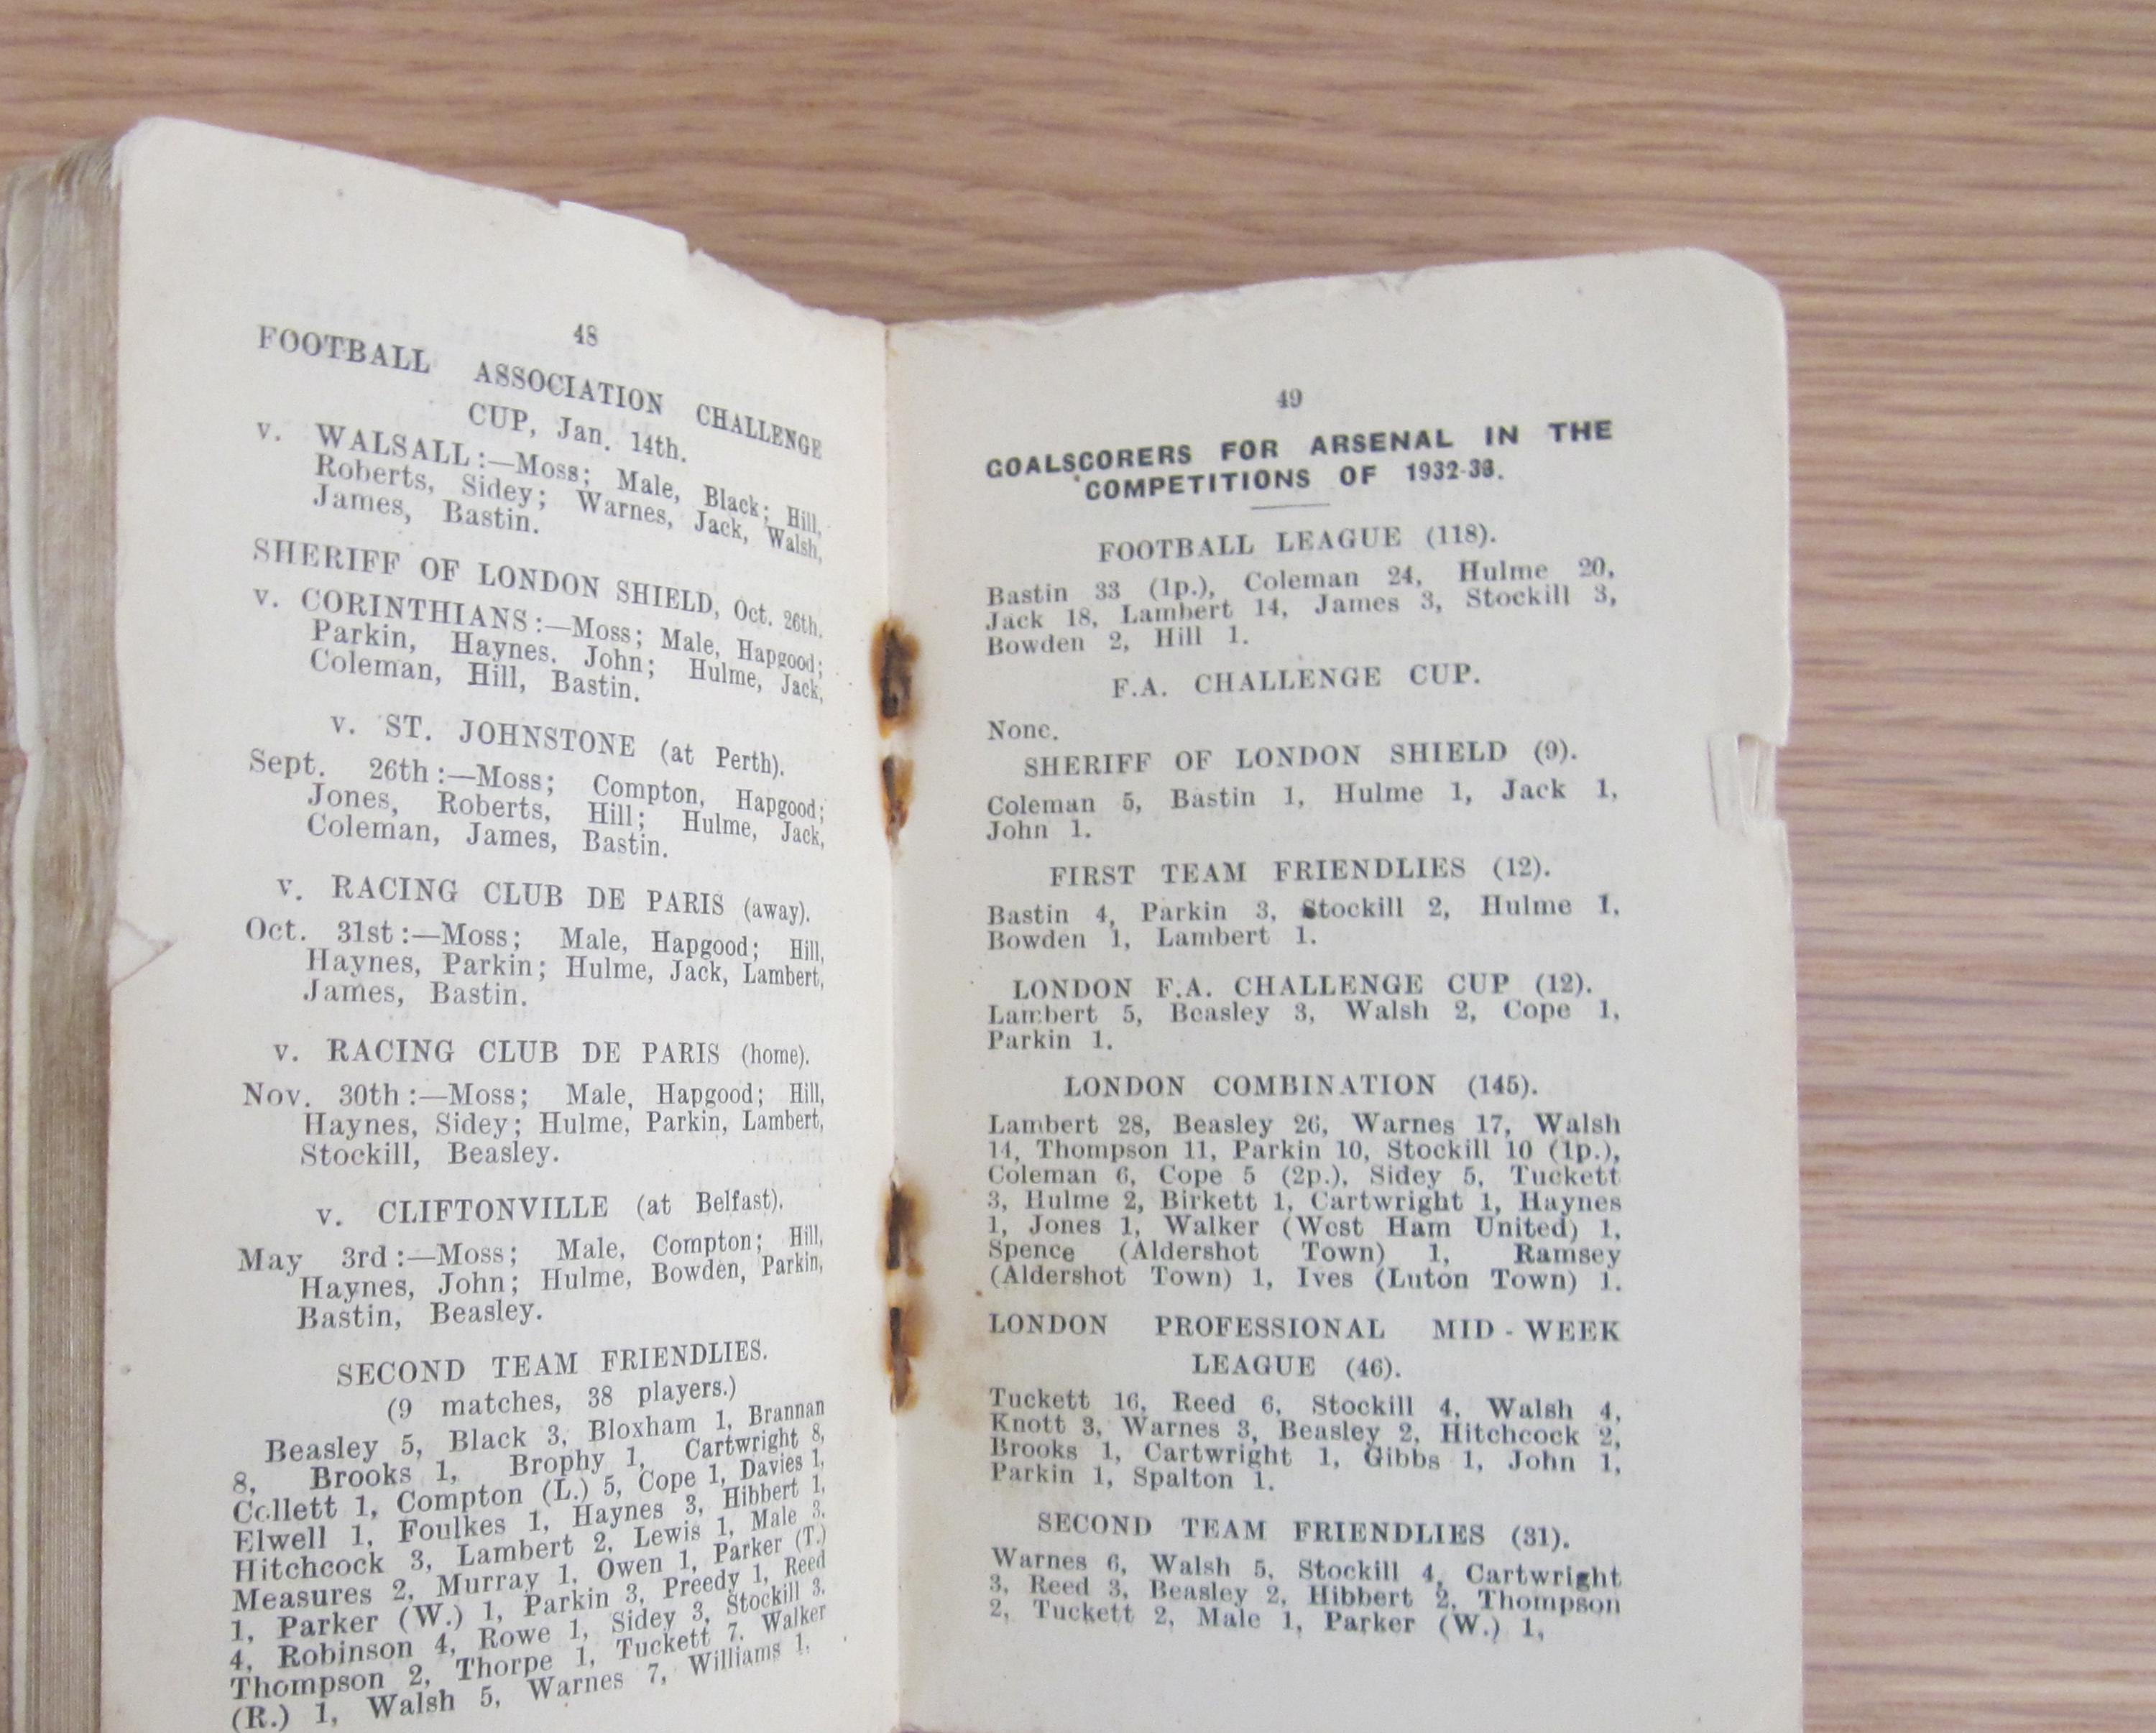 48
FOOTBALL ASSOCIATION CHALLENGE
CUP, Jan. 14th.
v. WALSALL:—Moss; Male, Black; Hill,
Roberts, Sidey; Warnes, Jack, Walsh,
James, Bastin.
SHERIFF OF LONDON SHIELD, Oct. 26th.
v. CORINTHIANS:—Moss; Male, Hapgood;
Parkin, Haynes, John; Hulme, Jack,
Coleman, Hill, Bastin.
v. ST. JOHNSTONE (at Perth).
Sept. 26th:—Moss; Compton, Hapgood;
Jones, Roberts, Hill; Hulme, Jack,
Coleman, James, Bastin.
v. RACING CLUB DE PARIS (away).
Oct. 31st:—Moss; Male, Hapgood; Hill,
Haynes, Parkin; Hulme, Jack, Lambert,
James, Bastin.
v. RACING CLUB DE PARIS (home).
Nov. 30th:—Moss; Male, Hapgood; Hill,
Haynes, Sidey; Hulme, Parkin, Lambert,
Stockill, Beasley.
v. CLIFTONVILLE (at Belfast).
May 3rd:—Moss; Male, Compton; Hill,
Haynes, John; Hulme, Bowden, Parkin,
Bastin, Beasley.
SECOND TEAM FRIENDLIES.
(9 matches, 38 players.)
Beasley 5, Black 3, Bloxham 1, Brannan
8, Brooks 1, Brophy 1, Cartwright 8,
Collett 1, Compton (L.) 5, Cope 1, Davies 1,
Elwell 1, Foulkes 1, Haynes 3, Hibbert 1,
Hitchcock 3, Lambert 2, Lewis 1, Male 3,
Measures 2, Murray 1, Owen 1, Parker (T.)
1, Parker (W.) 1, Parkin 3, Preedy 1, Reed
4, Robinson 4, Rowe 1, Sidey 3, Stockill 3,
Thompson 2, Thorpe 1, Tuckett 7, Walker
(R.) 1, Walsh 5, Warnes 7, Williams 1.
49
GOALSCORERS FOR ARSENAL IN THE
COMPETITIONS OF 1932-33.
FOOTBALL LEAGUE (118).
Bastin 33 (1p.), Coleman 24, Hulme 20,
Jack 18, Lambert 14, James 3, Stockill 3,
Bowden 2, Hill 1.
F.A. CHALLENGE CUP.
None.
SHERIFF OF LONDON SHIELD (9).
Coleman 5, Bastin 1, Hulme 1, Jack 1,
John 1.
FIRST TEAM FRIENDLIES (12).
Bastin 4, Parkin 3, Stockill 2, Hulme 1,
Bowden 1, Lambert 1.
LONDON F.A. CHALLENGE CUP (12).
Lambert 5, Beasley 3, Walsh 2, Cope 1,
Parkin 1.
LONDON COMBINATION (145).
Lambert 28, Beasley 26, Warnes 17, Walsh
14, Thompson 11, Parkin 10, Stockill 10 (1p.),
Coleman 6, Cope 5 (2p.), Sidey 5, Tuckett
3, Hulme 2, Birkett 1, Cartwright 1, Haynes
1, Jones 1, Walker (West Ham United) 1,
Spence (Aldershot Town) 1, Ramsey
(Aldershot Town) 1, Ives (Luton Town) 1.
LONDON PROFESSIONAL MID-WEEK
LEAGUE (46).
Tuckett 16, Reed 6, Stockill 4, Walsh 4,
Knott 3, Warnes 3, Beasley 2, Hitchcock 2,
Brooks 1, Cartwright 1, Gibbs 1, John 1,
Parkin 1, Spalton 1.
SECOND TEAM FRIENDLIES (31).
Warnes 6, Walsh 5, Stockill 4, Cartwright
3, Reed 3, Beasley 2, Hibbert 2, Thompson
2, Tuckett 2, Male 1, Parker (W.) 1,